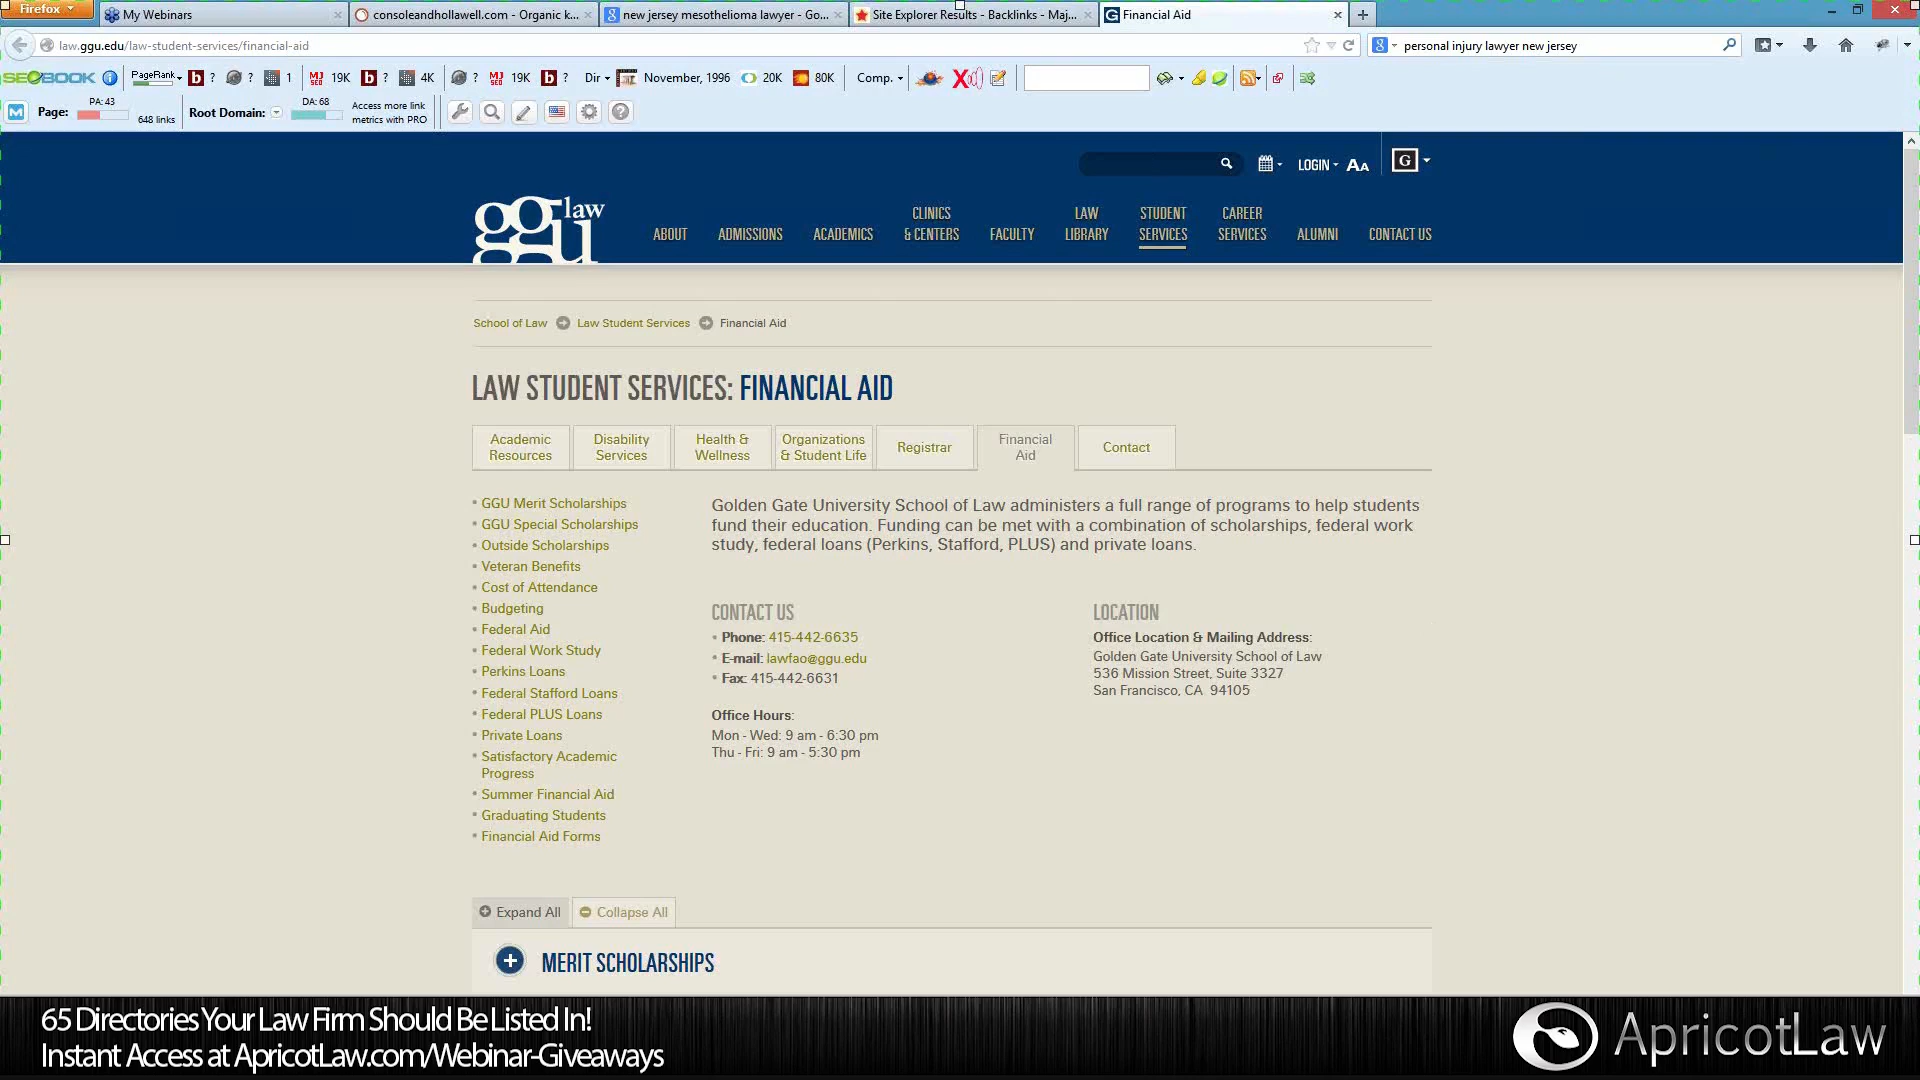 Firefox
My Webinars
consoleandhollawell.com - Organic k...
new jersey mesothelioma lawyer - Go...
Site Explorer Results - Backlinks - Maj...
Financial Aid
law.ggu.edu/law-student-services/financial-aid
personal injury lawyer new jersey
SEOBOOK
PageRank
? ? 1
19K ? 4K
? 19K ?
Dir
November, 1996
20K
80K
Comp.
Page:
PA: 43
648 links
Root Domain:
DA: 68
Access more link
metrics with PRO
LOGIN
AA
G
ggu law
ABOUT
ADMISSIONS
ACADEMICS
CLINICS
& CENTERS
FACULTY
LAW
LIBRARY
STUDENT
SERVICES
CAREER
SERVICES
ALUMNI
CONTACT US
School of Law Law Student Services Financial Aid
LAW STUDENT SERVICES: FINANCIAL AID
Academic
Resources
Disability
Services
Health &
Wellness
Organizations
& Student Life
Registrar
Financial
Aid
Contact
GGU Merit Scholarships
GGU Special Scholarships
Outside Scholarships
Veteran Benefits
Cost of Attendance
Budgeting
Federal Aid
Federal Work Study
Perkins Loans
Federal Stafford Loans
Federal PLUS Loans
Private Loans
Satisfactory Academic
Progress
Summer Financial Aid
Graduating Students
Financial Aid Forms
Golden Gate University School of Law administers a full range of programs to help students
fund their education. Funding can be met with a combination of scholarships, federal work
study, federal loans (Perkins, Stafford, PLUS) and private loans.
CONTACT US
Phone: 415-442-6635
E-mail: lawfao@ggu.edu
Fax: 415-442-6631
Office Hours:
Mon - Wed: 9 am - 6:30 pm
Thu - Fri: 9 am - 5:30 pm
LOCATION
Office Location & Mailing Address:
Golden Gate University School of Law
536 Mission Street, Suite 3327
San Francisco, CA 94105
Expand All
Collapse All
MERIT SCHOLARSHIPS
65 Directories Your Law Firm Should Be Listed In!
Instant Access at ApricotLaw.com/Webinar-Giveaways
ApricotLaw